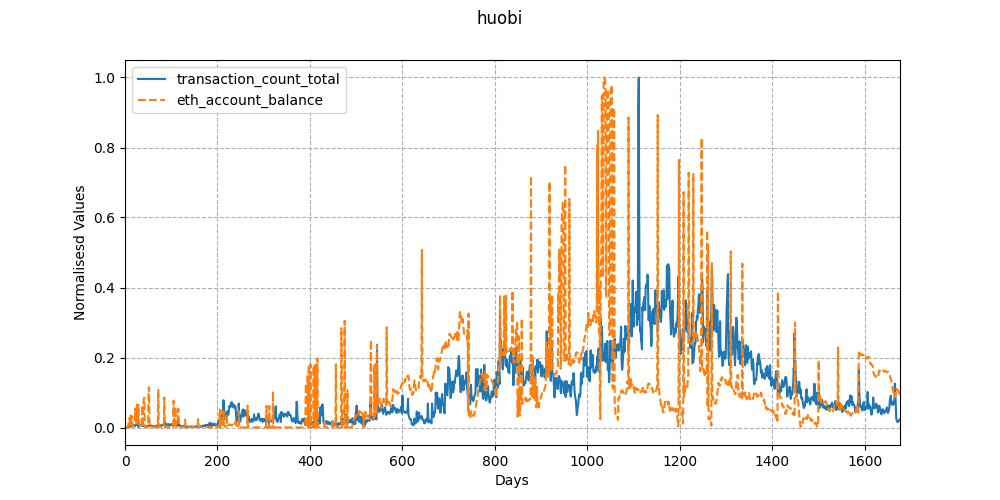 huobi
transaction_count_total
eth_account_balance
Normalisesd Values
1.0
0.8
0.6
0.4
0.2
0.0
0 200 400 600 800 1000 1200 1400 1600
Days